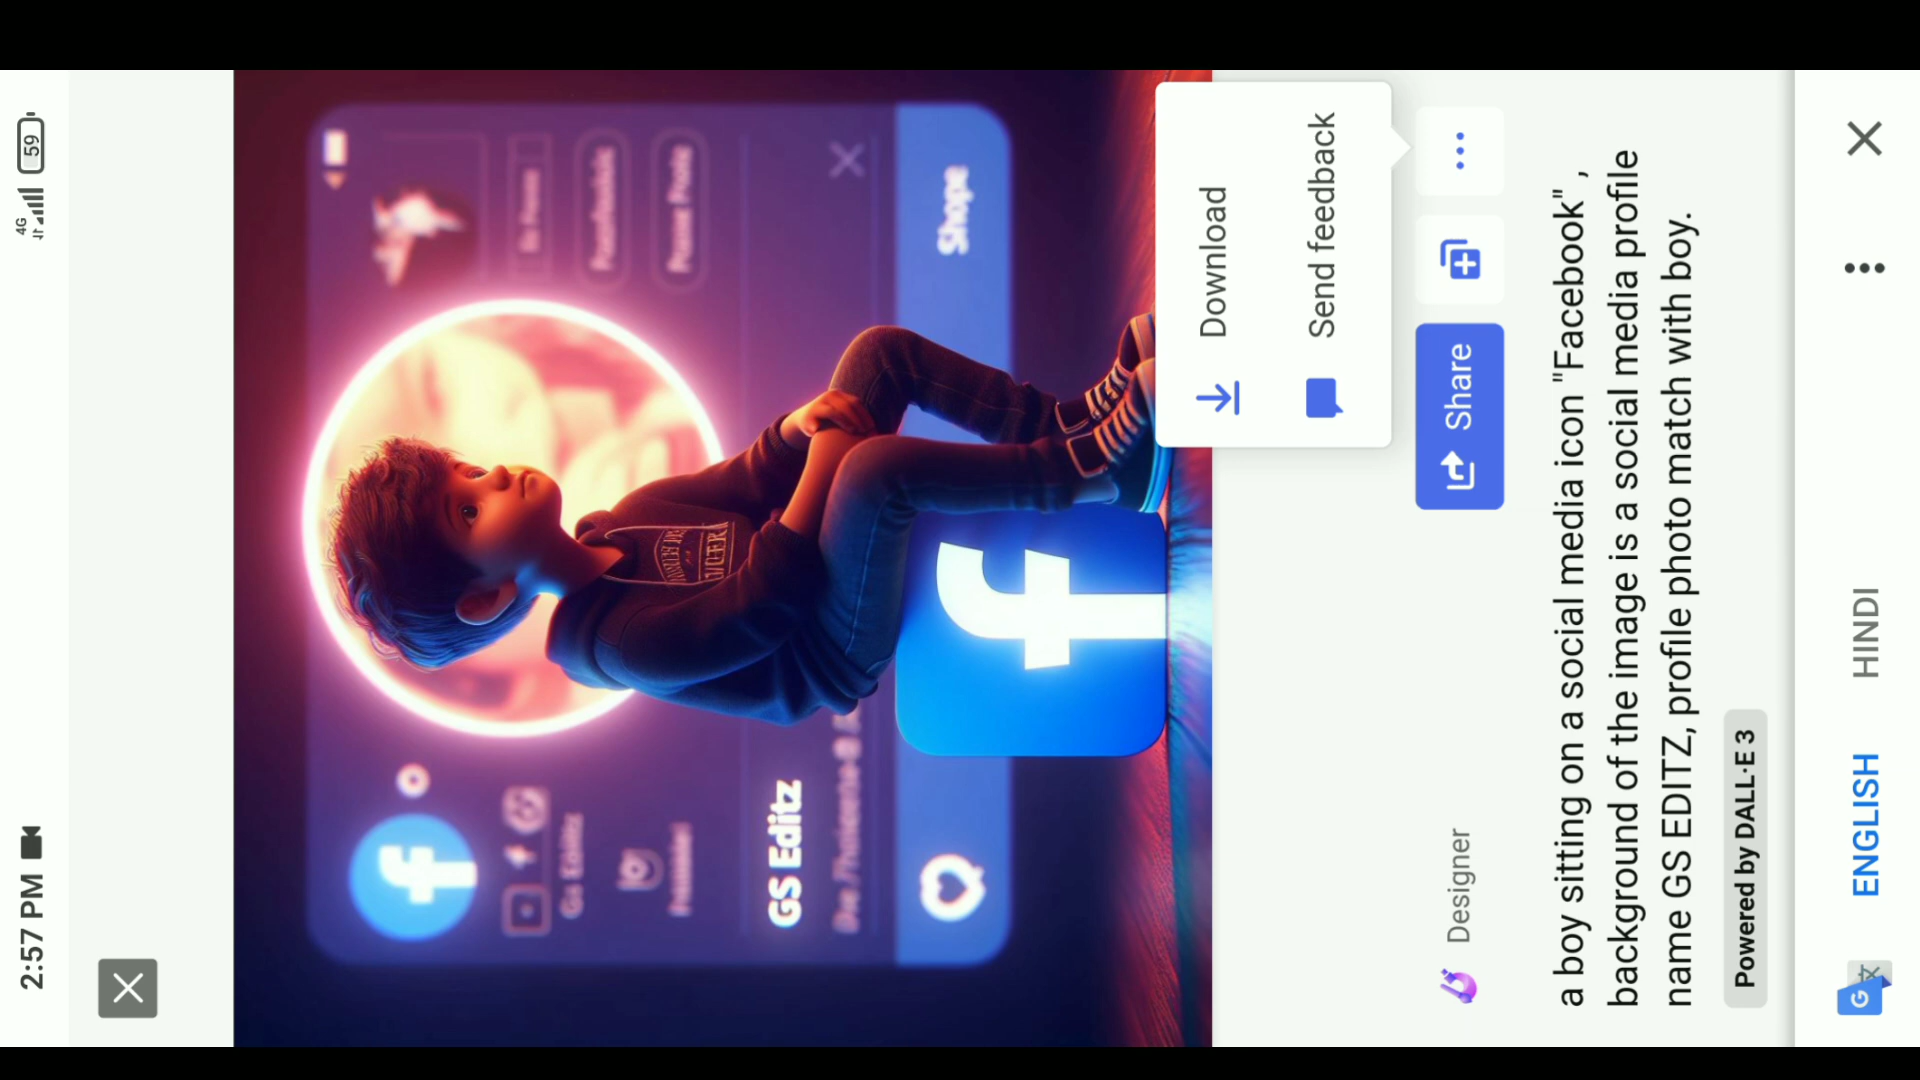 2:57 PM
4G
59
f
Shope
GS Editz
f
Download
Send feedback
Share
Designer
a boy sitting on a social media icon "Facebook" ,
background of the image is a social media profile
name GS EDITZ, profile photo match with boy.
Powered by DALL·E 3
G
文
ENGLISH
HINDI